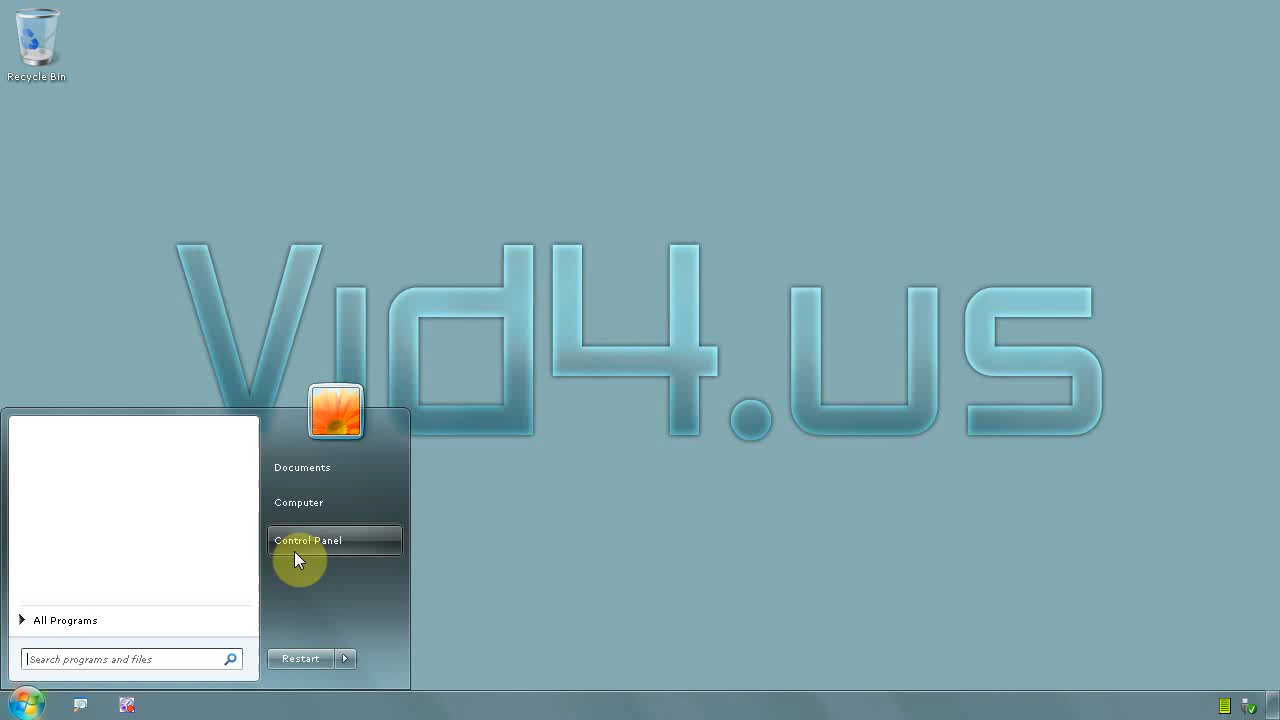 Recycle Bin
Vid4.us
Documents
Computer
Control Panel
All Programs
Search programs and files
Restart